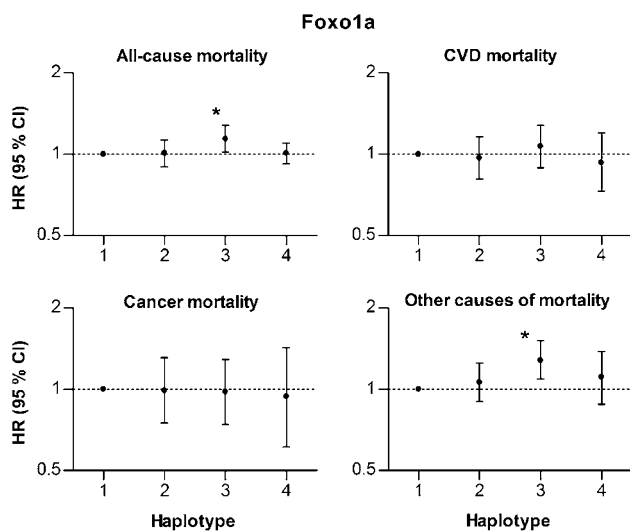 Foxo1a
All-cause mortality
CVD mortality
HR (95 % CI)
2
1
0.5
*
1 2 3 4
2
1
0.5
1 2 3 4
Cancer mortality
Other causes of mortality
HR (95 % CI)
2
1
0.5
1 2 3 4
2
1
0.5
*
1 2 3 4
Haplotype
Haplotype